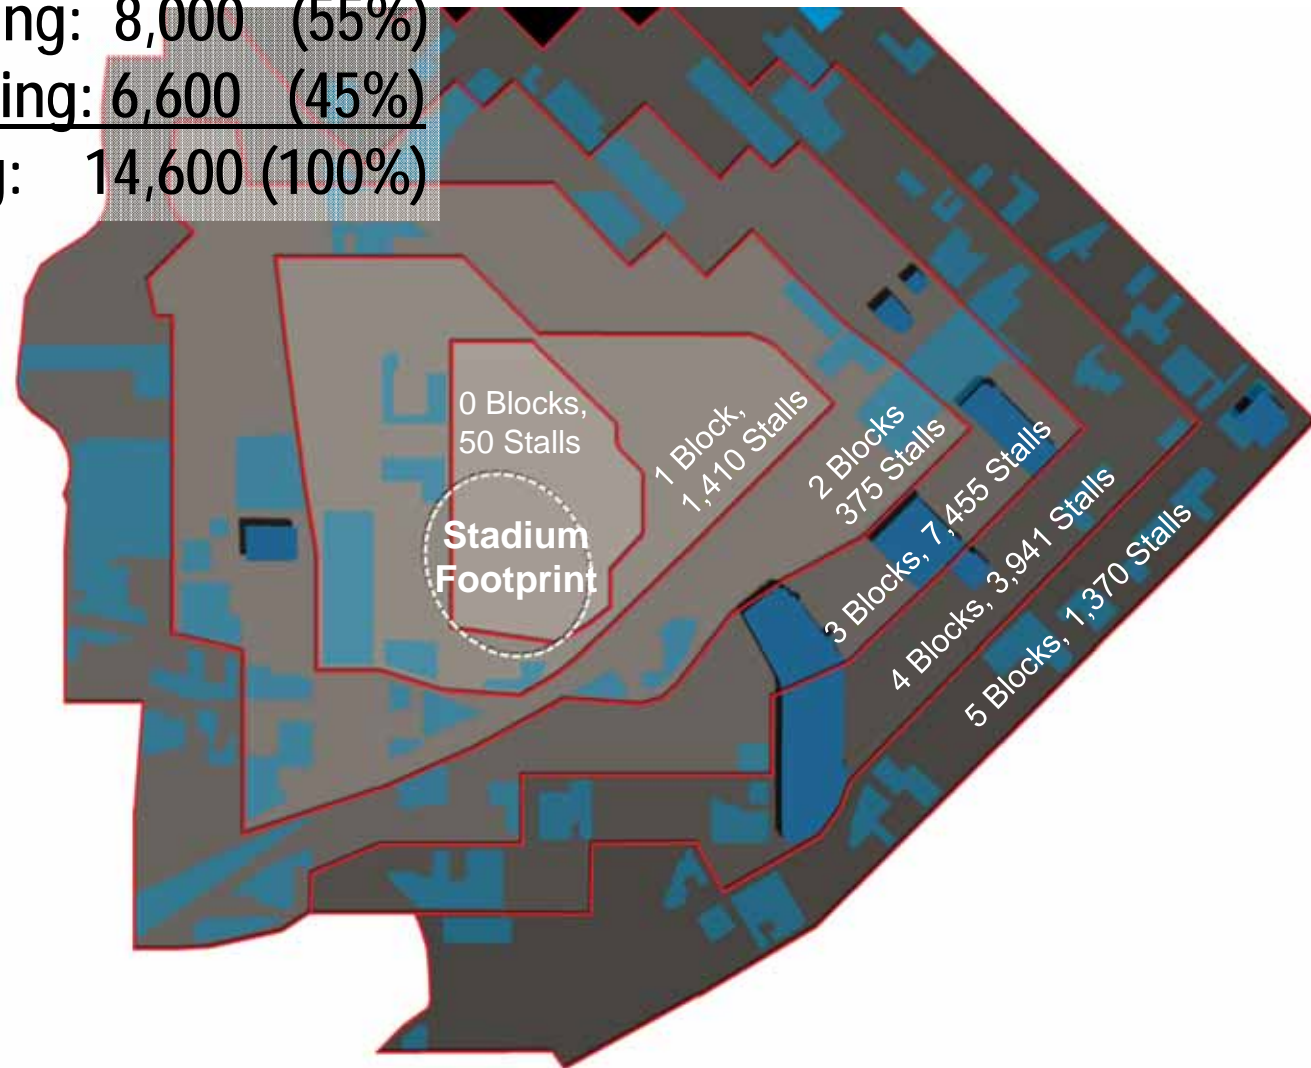 ng: 8,000 (55%)
ing: 6,600 (45%)
g: 14,600 (100%)
0 Blocks,
50 Stalls
1 Block,
1,410 Stalls
2 Blocks
375 Stalls
3 Blocks, 7,455 Stalls
4 Blocks, 3,941 Stalls
5 Blocks, 1,370 Stalls
Stadium
Footprint